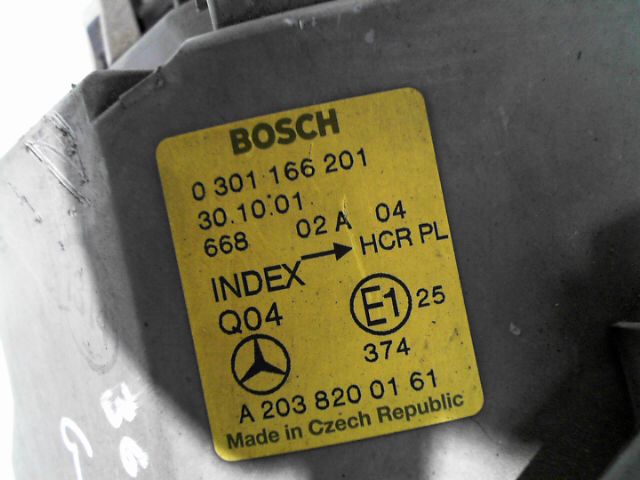 BOSCH
0 301 166 201
30.10.01
668 02 A 04
INDEX → HCR PL
Q04 E1 25
374
A 203 820 01 61
Made in Czech Republic